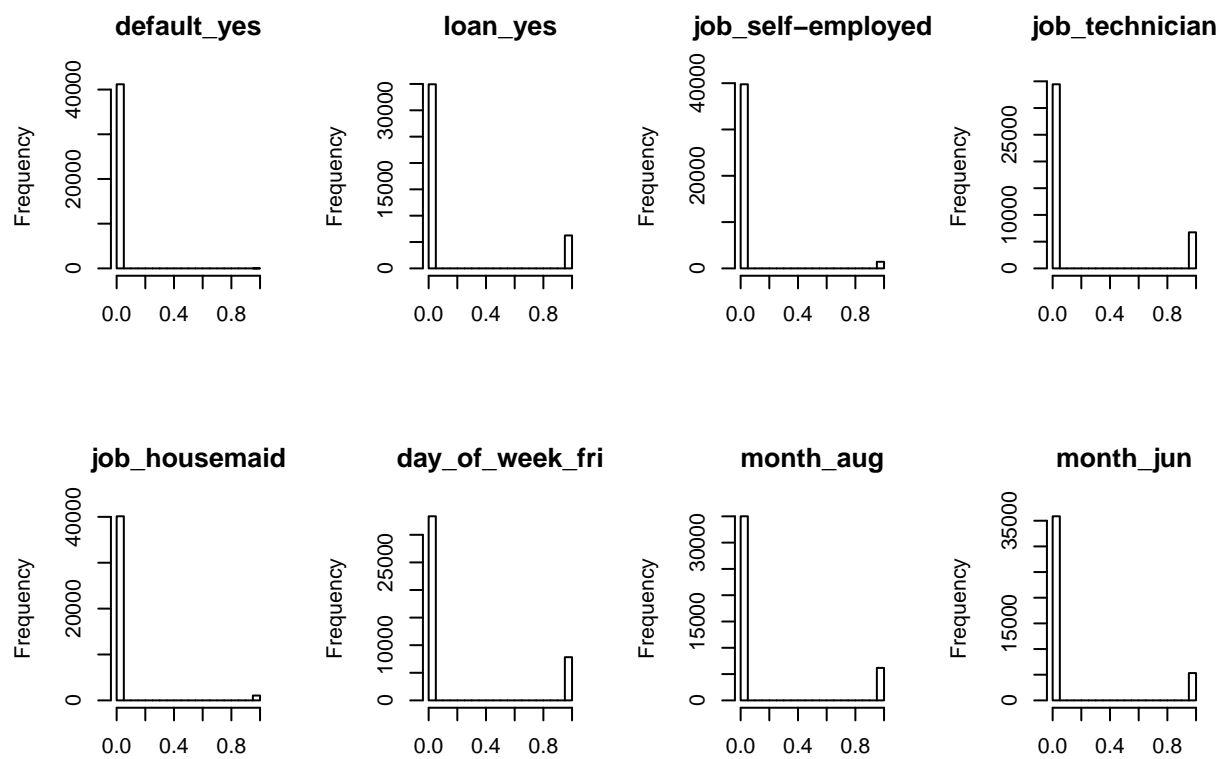 default_yes
Frequency
0 20000 40000
0.0 0.4 0.8
loan_yes
Frequency
0 15000 30000
0.0 0.4 0.8
job_self−employed
Frequency
0 20000 40000
0.0 0.4 0.8
job_technician
Frequency
0 10000 25000
0.0 0.4 0.8
job_housemaid
Frequency
0 20000 40000
0.0 0.4 0.8
day_of_week_fri
Frequency
0 10000 25000
0.0 0.4 0.8
month_aug
Frequency
0 15000 30000
0.0 0.4 0.8
month_jun
Frequency
0 15000 35000
0.0 0.4 0.8